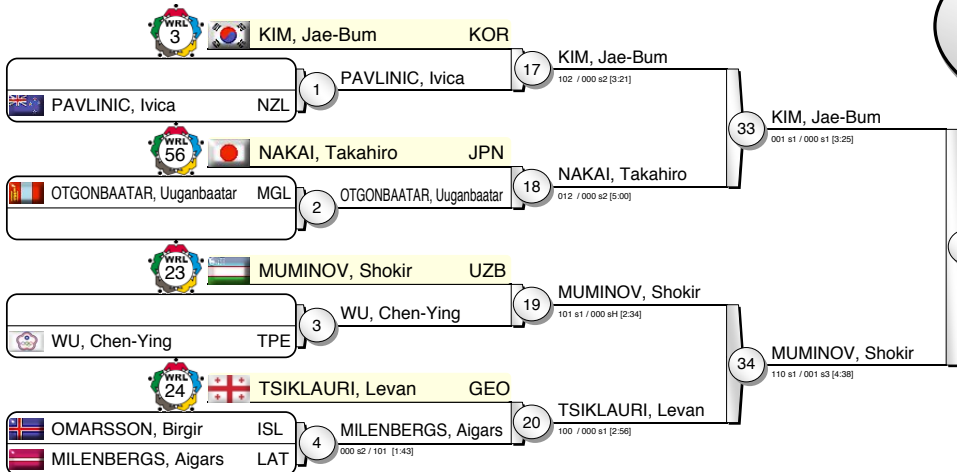 WRL 3 KIM, Jae-Bum KOR
PAVLINIC, Ivica NZL
1 PAVLINIC, Ivica
17 KIM, Jae-Bum
102 / 000 s2 [3:21]
WRL 56 NAKAI, Takahiro JPN
OTGONBAATAR, Uuganbaatar MGL
2 OTGONBAATAR, Uuganbaatar
18 NAKAI, Takahiro
012 / 000 s2 [5:00]
33 KIM, Jae-Bum
001 s1 / 000 s1 [3:25]
WRL 23 MUMINOV, Shokir UZB
WU, Chen-Ying TPE
3 WU, Chen-Ying
19 MUMINOV, Shokir
101 s1 / 000 sH [2:34]
WRL 24 TSIKLAURI, Levan GEO
OMARSSON, Birgir ISL
MILENBERGS, Aigars LAT
4 MILENBERGS, Aigars
000 s2 / 101 [1:43]
20 TSIKLAURI, Levan
100 / 000 s1 [2:56]
34 MUMINOV, Shokir
110 s1 / 001 s3 [4:38]